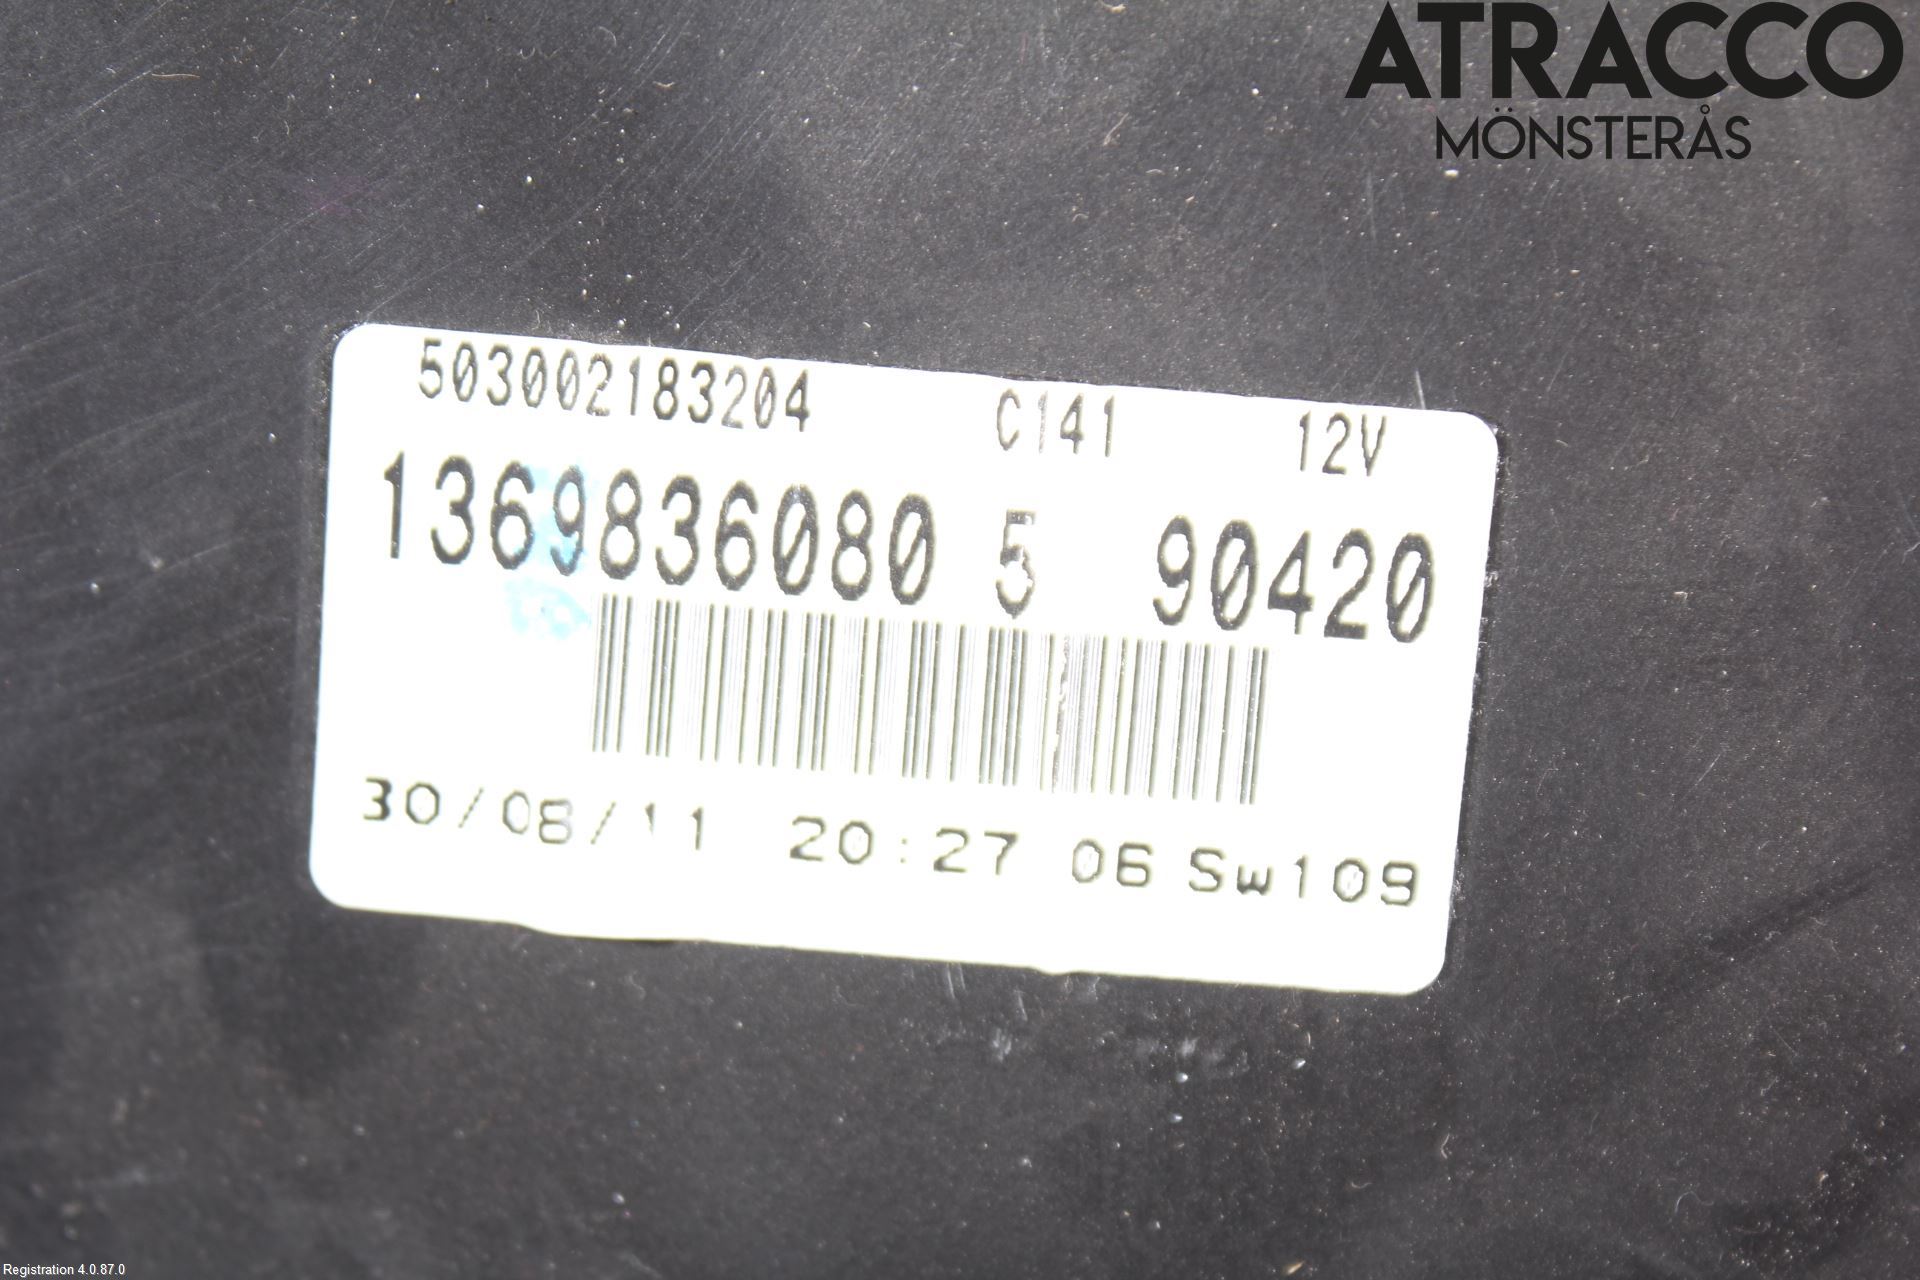 ATRACCO
MÖNSTERÅS
503002183204 C141 12V
1369836080 5 90420
30/08/11 20:27 06 Sw109
Registration 4.0.87.0